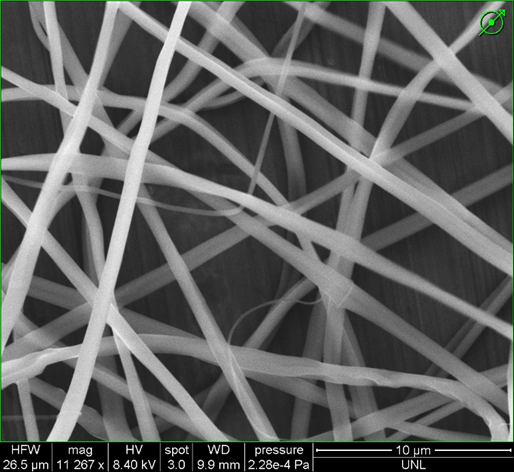 HFW mag HV spot WD pressure 10 µm
26.5 µm 11 267 x 8.40 kV 3.0 9.9 mm 2.28e-4 Pa UNL